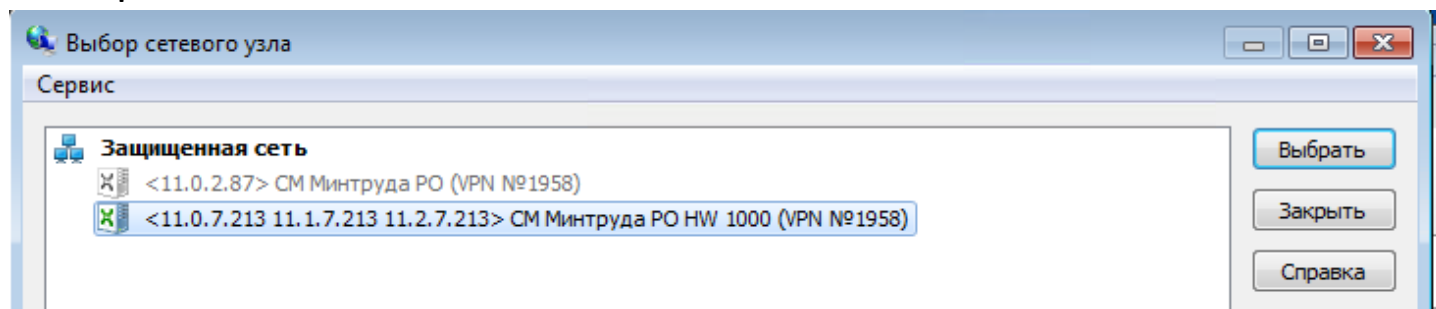 Выбор сетевого узла
Сервис
Защищенная сеть
<11.0.2.87> СМ Минтруда РО (VPN №1958)
<11.0.7.213 11.1.7.213 11.2.7.213> СМ Минтруда РО HW 1000 (VPN №1958)
Выбрать
Закрыть
Справка